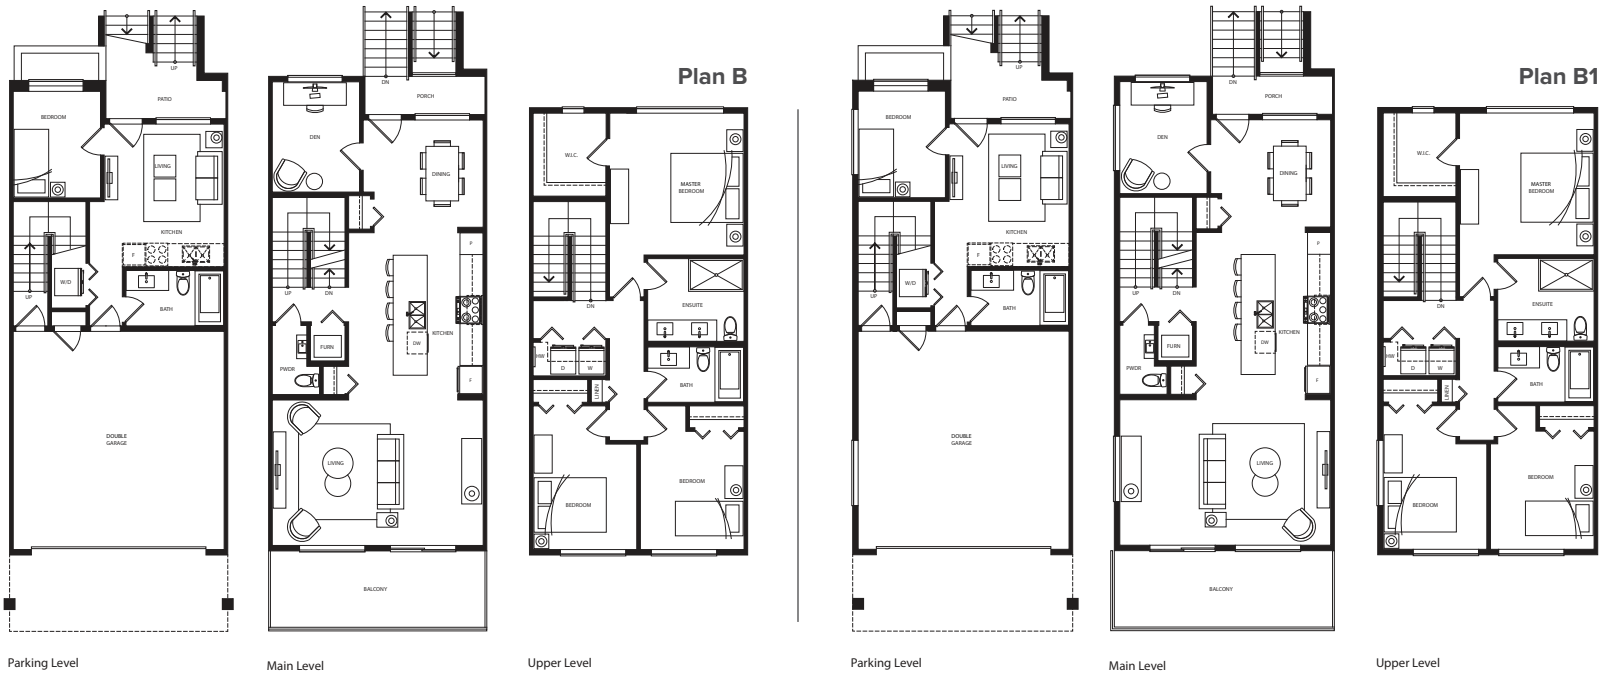 Plan B
UP
PATIO
BEDROOM
LIVING
KITCHEN
F
W/D
UP
BATH
DOUBLE
GARAGE
Parking Level
DN
PORCH
DEN
DINING
P
UP
DN
KITCHEN
DW
FURN
PWDR
F
LIVING
BALCONY
Main Level
W.I.C.
MASTER
BEDROOM
DN
ENSUITE
HW
D
W
LINEN
BATH
BEDROOM
BEDROOM
Upper Level
Plan B1
UP
PATIO
BEDROOM
LIVING
KITCHEN
F
W/D
UP
BATH
DOUBLE
GARAGE
Parking Level
DN
PORCH
DEN
DINING
P
UP
DN
KITCHEN
DW
FURN
PWDR
F
LIVING
BALCONY
Main Level
W.I.C.
MASTER
BEDROOM
DN
ENSUITE
HW
D
W
LINEN
BATH
BEDROOM
BEDROOM
Upper Level